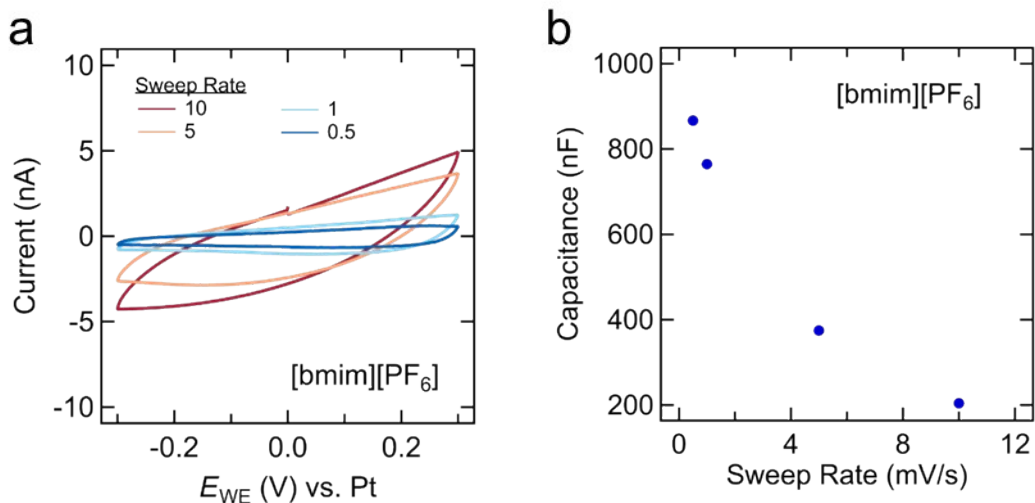 a
10
5
0
-5
-10
Current (nA)
Sweep Rate
10
5
1
0.5
[bmim][PF₆]
-0.2
0.0
0.2
E_WE (V) vs. Pt
b
1000
800
600
400
200
Capacitance (nF)
[bmim][PF₆]
0
4
8
12
Sweep Rate (mV/s)